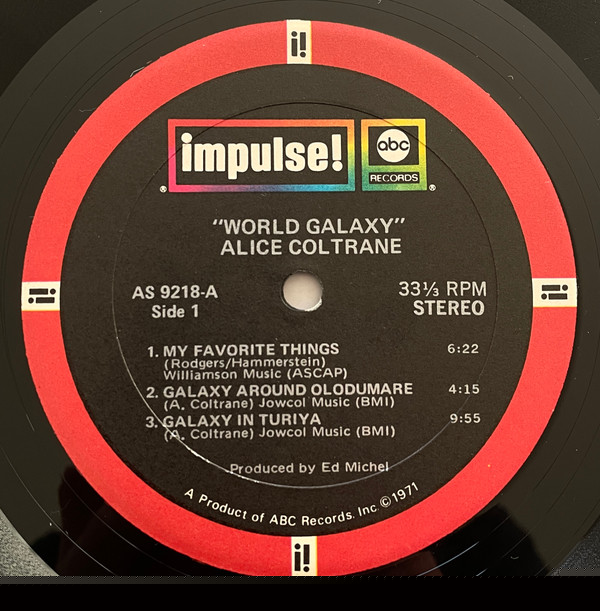 i!
impulse!
abc
RECORDS
® ®
"WORLD GALAXY"
ALICE COLTRANE
i! i!
AS 9218-A 33⅓ RPM
Side 1 STEREO
1. MY FAVORITE THINGS 6:22
(Rodgers/Hammerstein)
Williamson Music (ASCAP)
2. GALAXY AROUND OLODUMARE 4:15
(A. Coltrane) Jowcol Music (BMI)
3. GALAXY IN TURIYA 9:55
(A. Coltrane) Jowcol Music (BMI)
Produced by Ed Michel
A Product of ABC Records, Inc © 1971
i!